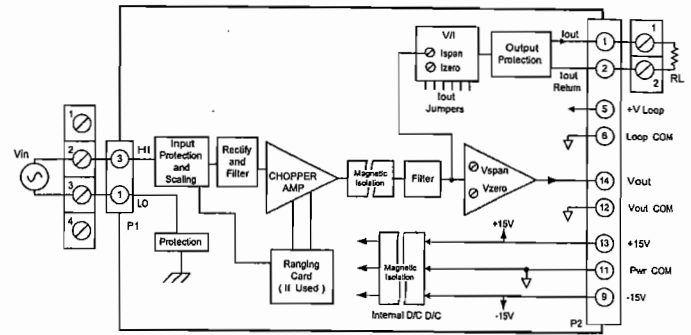 V/I
Ispan
Izero
Iout
Jumpers
Output
Protection
Iout
Iout
Return
1
2
1
2
RL
5
+V Loop
6
Loop COM
1
2
3
4
Vin
3
HI
1
LO
P1
Input
Protection
and
Scaling
Rectify
and
Filter
CHOPPER
AMP
Magnetic
Isolation
Filter
Vspan
Vzero
14
Vout
12
Vout COM
Protection
Ranging
Card
( If Used )
Magnetic
Isolation
Internal D/C D/C
+15V
-15V
13
+15V
11
Pwr COM
9
-15V
P2